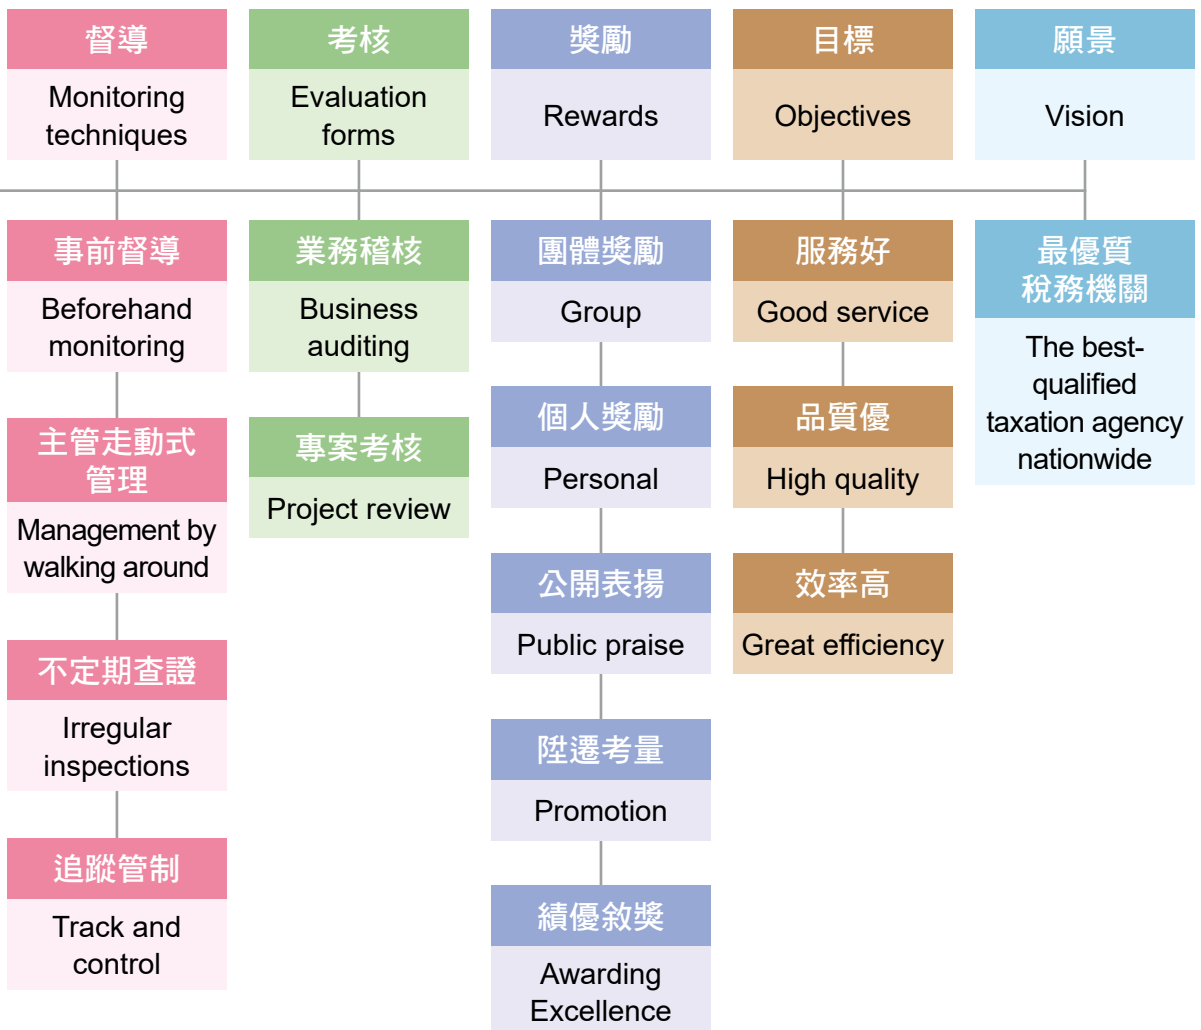 督導
Monitoring
techniques
事前督導
Beforehand
monitoring
主管走動式
管理
Management by
walking around
不定期查證
Irregular
inspections
追蹤管制
Track and
control
考核
Evaluation
forms
業務稽核
Business
auditing
專案考核
Project review
獎勵
Rewards
團體獎勵
Group
個人獎勵
Personal
公開表揚
Public praise
陞遷考量
Promotion
績優敘獎
Awarding
Excellence
目標
Objectives
服務好
Good service
品質優
High quality
效率高
Great efficiency
願景
Vision
最優質
稅務機關
The best-
qualified
taxation agency
nationwide